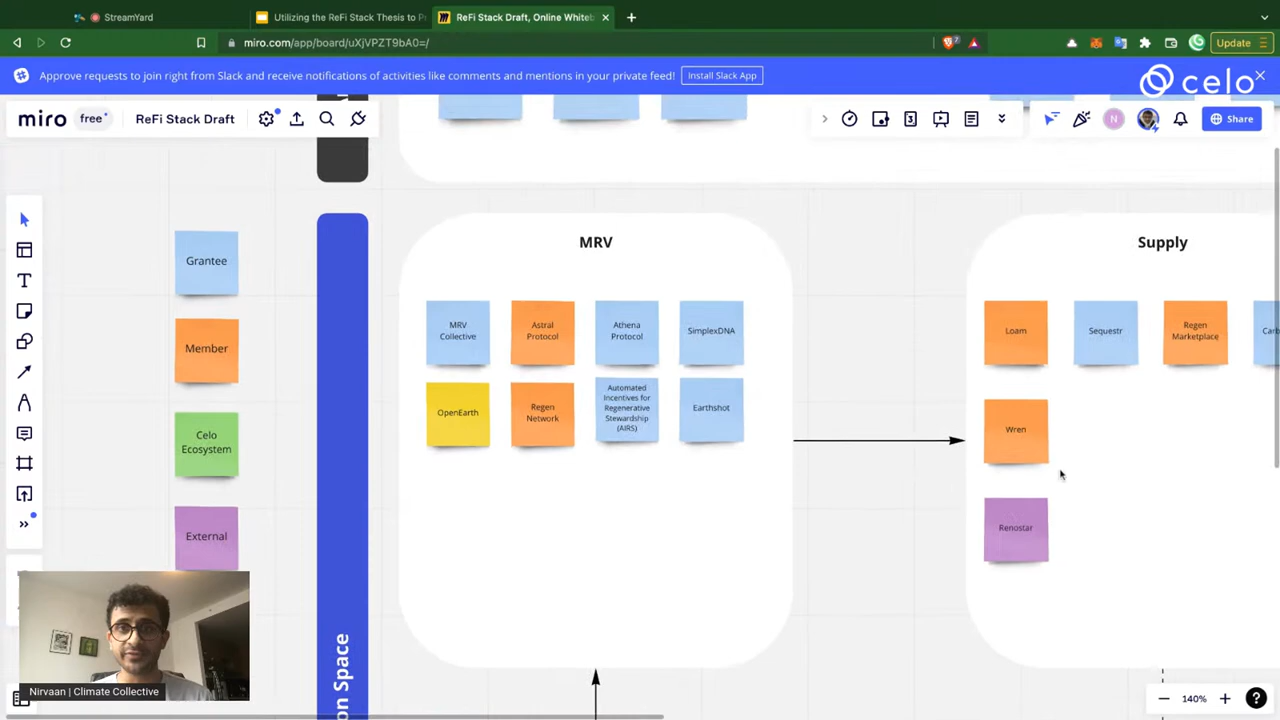 StreamYard
Utilizing the ReFi Stack Thesis to P
ReFi Stack Draft, Online Whiteb
miro.com/app/board/uXjVPZT9bA0=/
Update
Approve requests to join right from Slack and receive notifications of activities like comments and mentions in your private feed!
Install Slack App
celo
miro
free
ReFi Stack Draft
3
N
Share
MRV
Supply
Grantee
Member
Celo
Ecosystem
External
MRV
Collective
Astral
Protocol
Athena
Protocol
SimplexDNA
OpenEarth
Regen
Network
Automated
Incentives for
Regenerative
Stewardship
(AIRS)
Earthshot
Loam
Sequestr
Regen
Marketplace
Carb
Wren
Renostar
on Space
Nirvaan | Climate Collective
140%